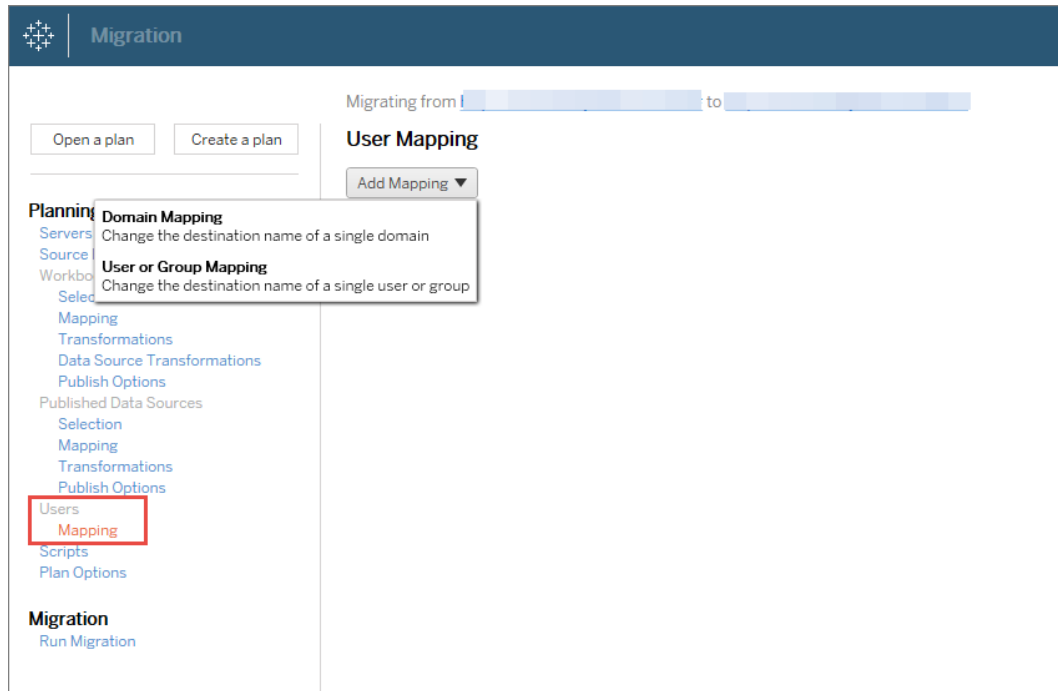 Migration
Migrating from to
Open a plan
Create a plan
User Mapping
Add Mapping
Planning
Domain Mapping
Servers
Change the destination name of a single domain
Source
User or Group Mapping
Change the destination name of a single user or group
Mapping
Transformations
Data Source Transformations
Publish Options
Published Data Sources
Selection
Mapping
Transformations
Publish Options
Users
Mapping
Scripts
Plan Options
Migration
Run Migration